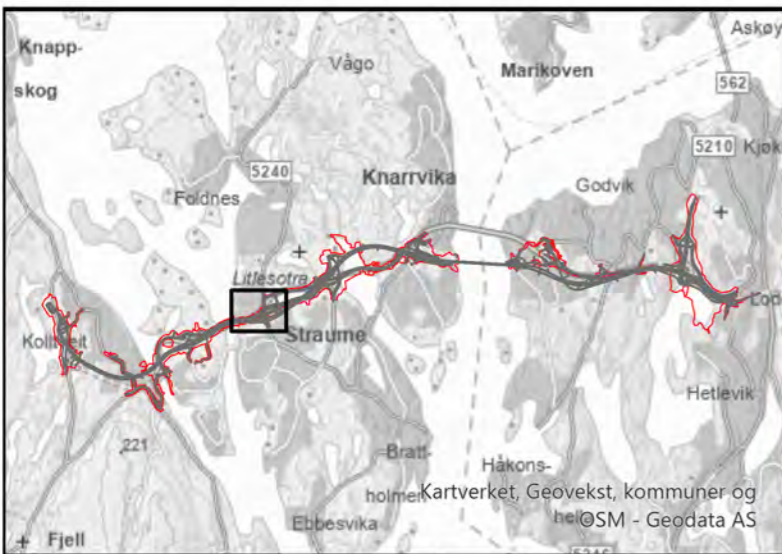 Askøy
Knapp-
skog
Vågo
Marikoven
562
5210
Kjøk
5240
Knarrvika
Godvik
Foldnes
Litlesotra
Straume
Hetlevik
221
Bratt-
holmen
Håkons-
Kartverket, Geovekst, kommuner og
©SM - Geodata AS
Ebbesvika
Fjell